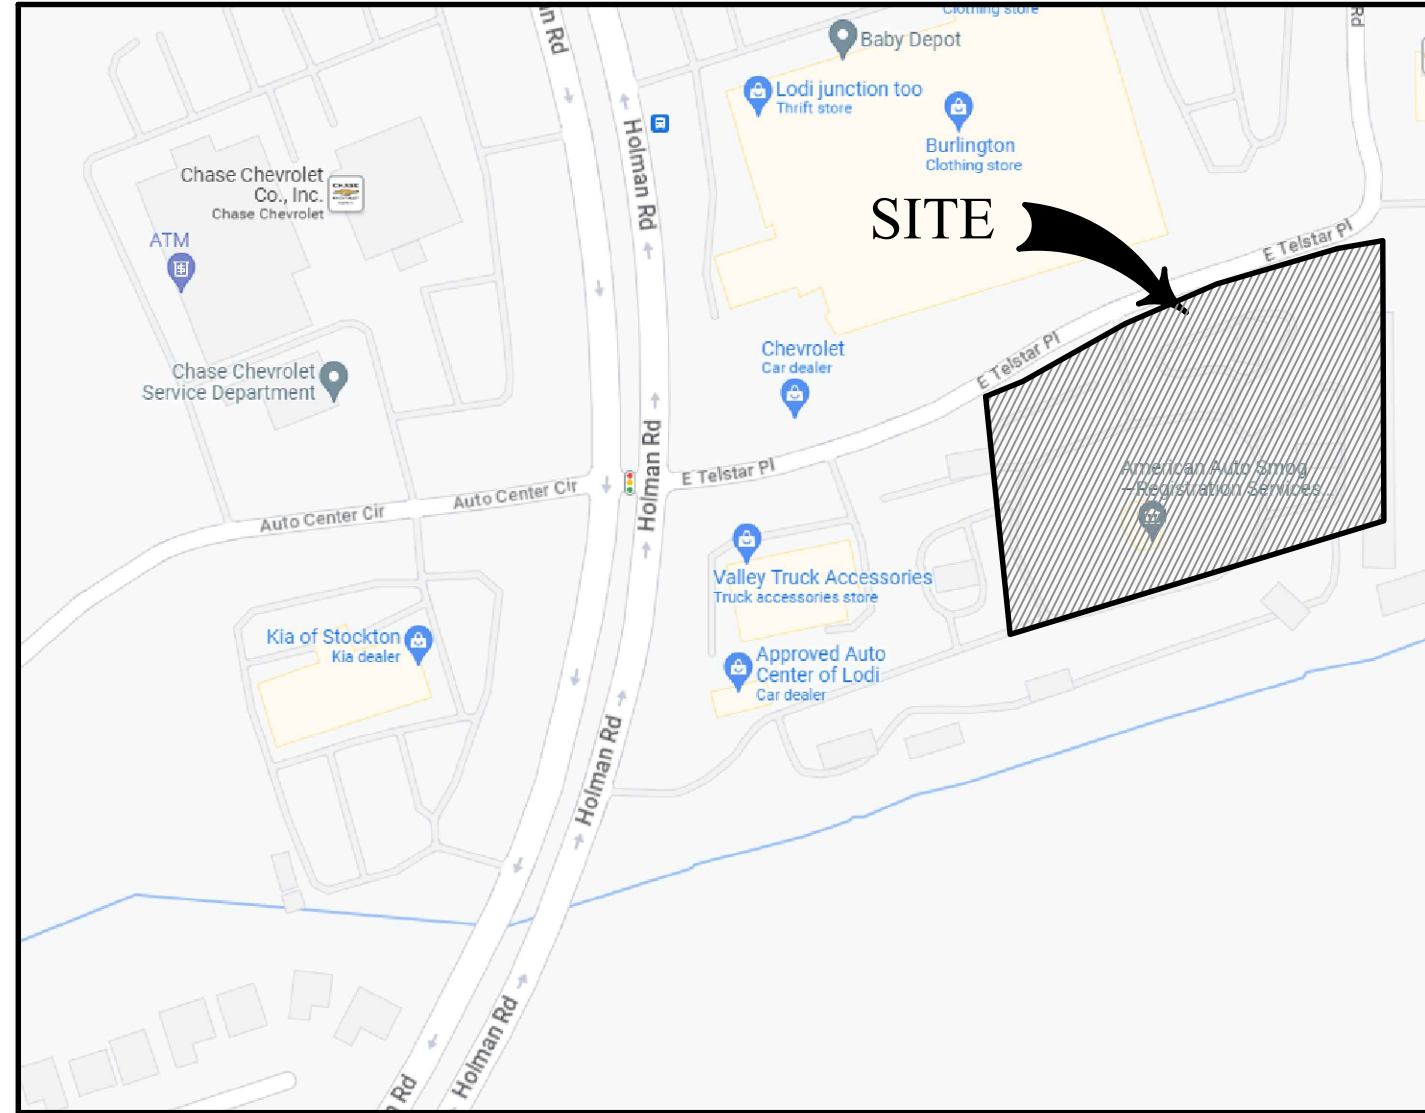 Clothing store
Rd
Rd
Baby Depot
Lodi junction too
Thrift store
Holman Rd
Burlington
Clothing store
Chase Chevrolet
Co., Inc.
Chase Chevrolet
CHASE
SITE
ATM
E Telstar Pl
Chevrolet
Car dealer
E Telstar Pl
Chase Chevrolet
Service Department
Holman Rd
E Telstar Pl
American Auto Smog
–Registration Services...
Auto Center Cir
Auto Center Cir
Valley Truck Accessories
Truck accessories store
Kia of Stockton
Kia dealer
Approved Auto
Center of Lodi
Car dealer
Holman Rd
Holman Rd
Rd